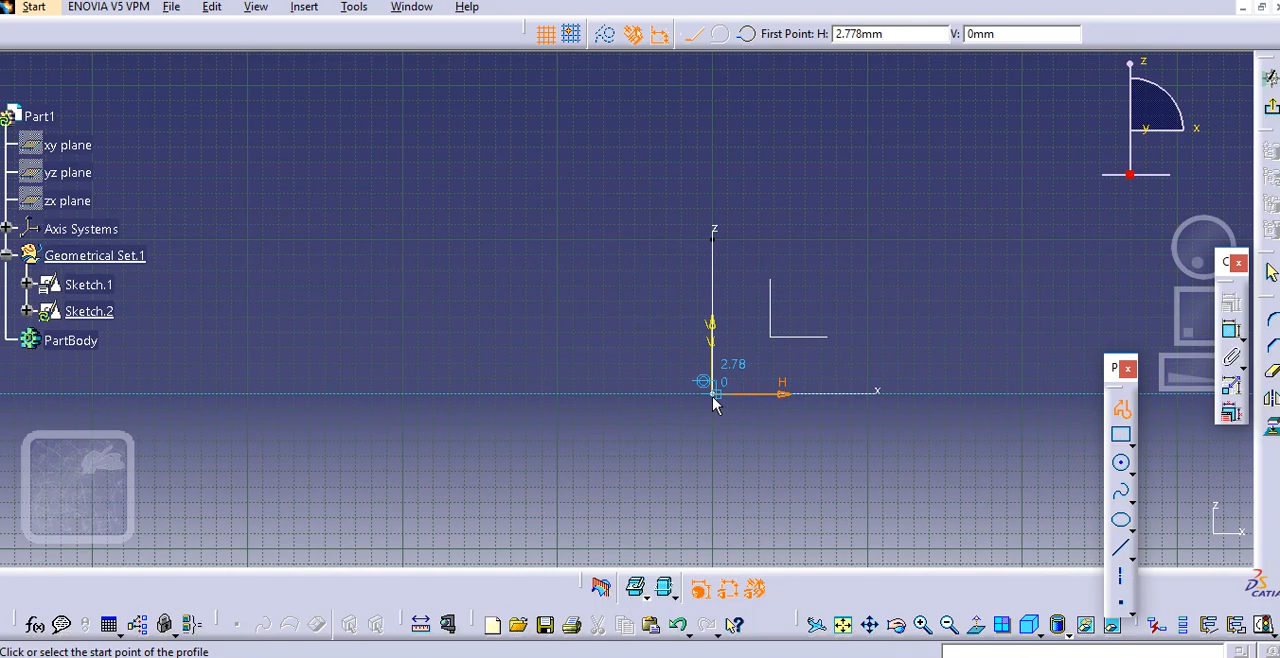 Start ENOVIA V5 VPM File Edit View Insert Tools Window Help
First Point: H: 2.778mm V: 0mm
z
x
y
Part1
xy plane
yz plane
zx plane
Axis Systems
Geometrical Set.1
Sketch.1
Sketch.2
PartBody
z
V
2.78
0
H
x
C
P
z
x
f(x)
CATIA
Click or select the start point of the profile